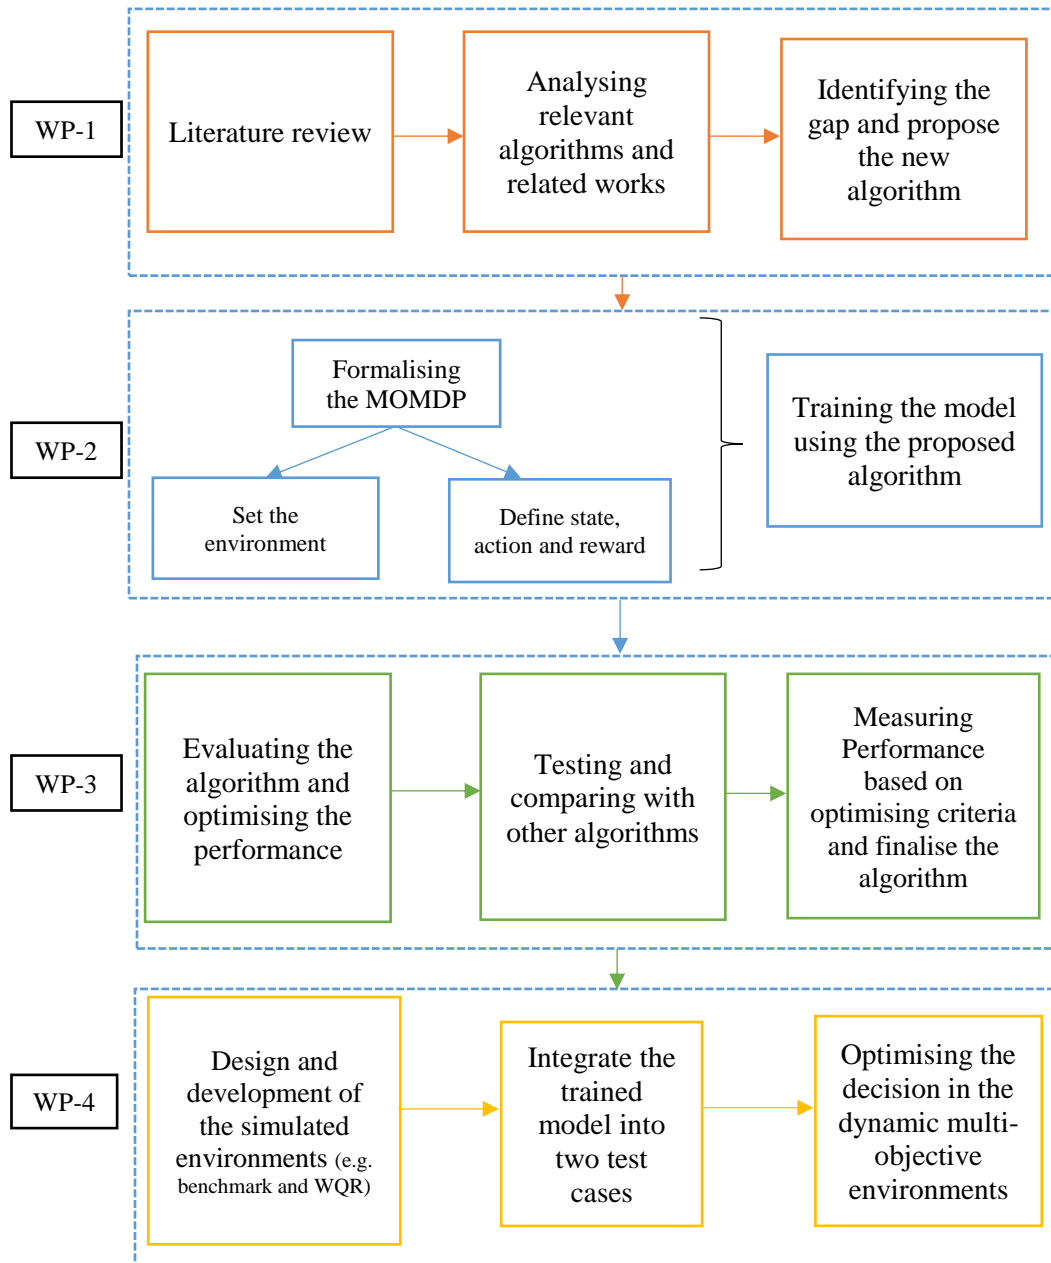 WP-1
Literature review
Analysing
relevant
algorithms and
related works
Identifying the
gap and propose
the new
algorithm
WP-2
Formalising
the MOMDP
Set the
environment
Define state,
action and reward
Training the model
using the proposed
algorithm
WP-3
Evaluating the
algorithm and
optimising the
performance
Testing and
comparing with
other algorithms
Measuring
Performance
based on
optimising criteria
and finalise the
algorithm
WP-4
Design and
development of
the simulated
environments (e.g.
benchmark and WQR)
Integrate the
trained
model into
two test
cases
Optimising the
decision in the
dynamic multi-
objective
environments